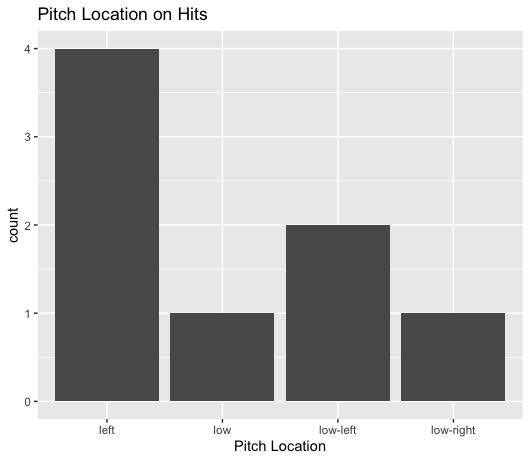 Pitch Location on Hits
4
3
2
1
0
count
left
low
low-left
low-right
Pitch Location